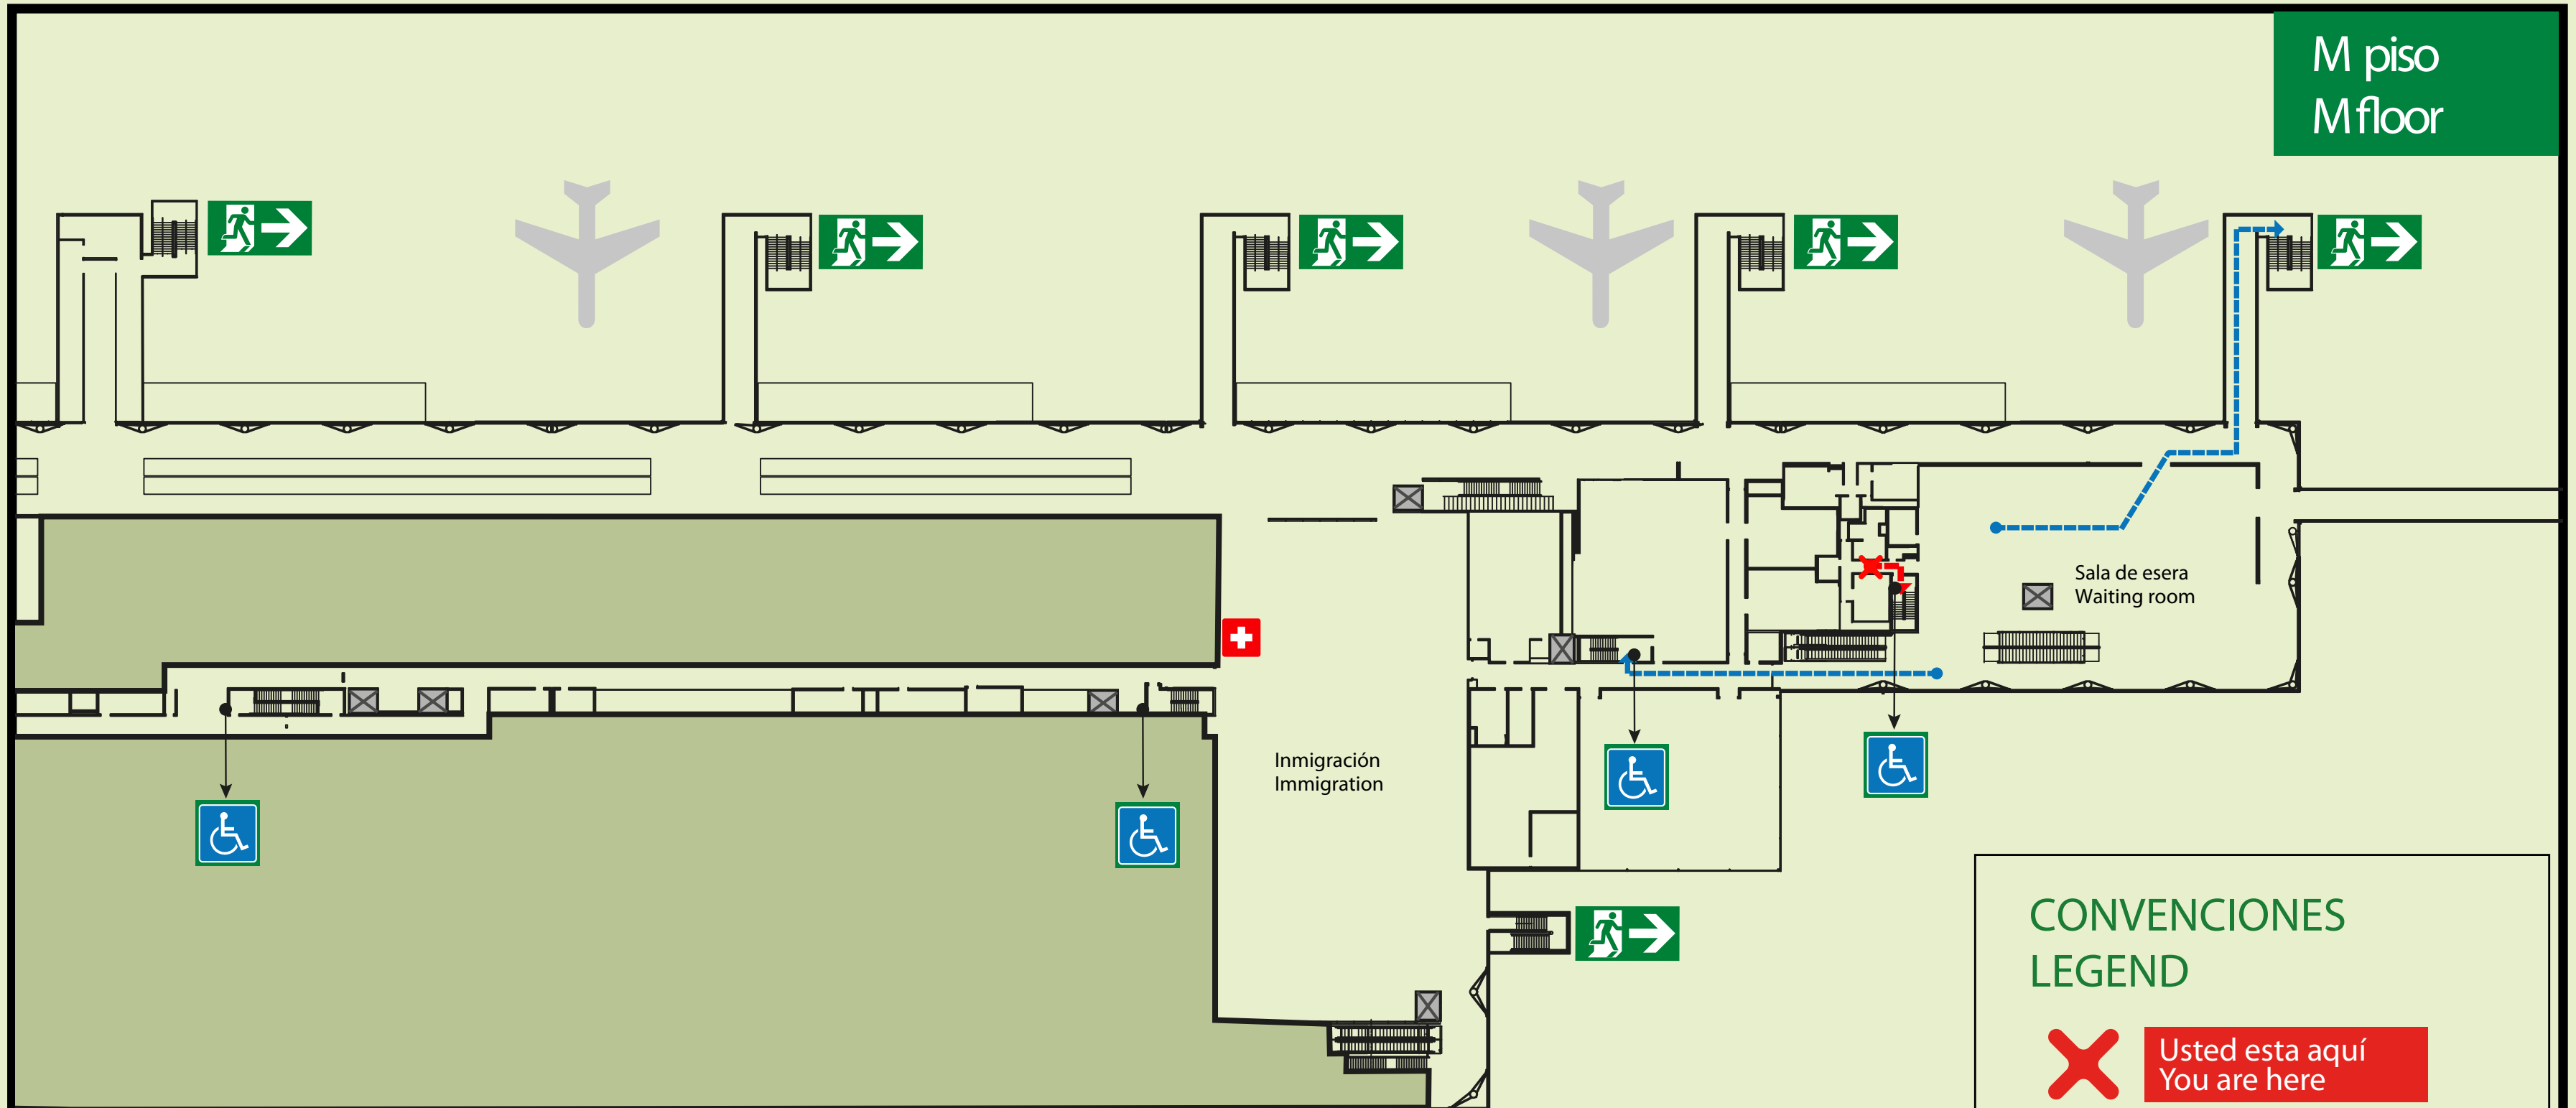 M piso
M floor
Sala de esera
Waiting room
Inmigración
Immigration
CONVENCIONES
LEGEND
Usted esta aquí
You are here